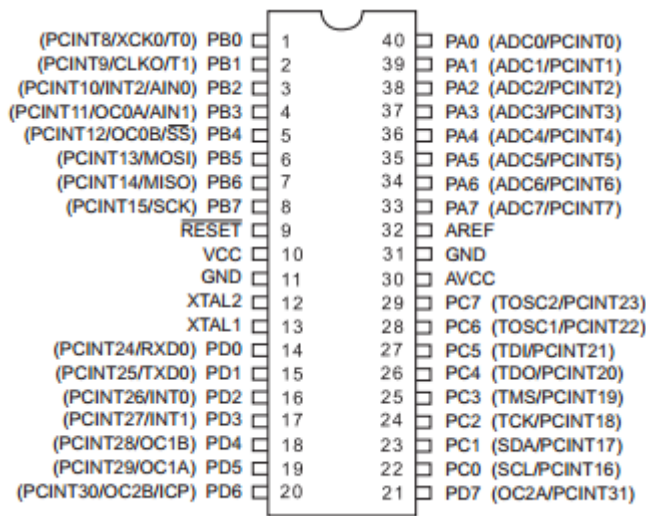 (PCINT8/XCK0/T0) PB0 1 40 PA0 (ADC0/PCINT0)
(PCINT9/CLKO/T1) PB1 2 39 PA1 (ADC1/PCINT1)
(PCINT10/INT2/AIN0) PB2 3 38 PA2 (ADC2/PCINT2)
(PCINT11/OC0A/AIN1) PB3 4 37 PA3 (ADC3/PCINT3)
(PCINT12/OC0B/S̅S̅) PB4 5 36 PA4 (ADC4/PCINT4)
(PCINT13/MOSI) PB5 6 35 PA5 (ADC5/PCINT5)
(PCINT14/MISO) PB6 7 34 PA6 (ADC6/PCINT6)
(PCINT15/SCK) PB7 8 33 PA7 (ADC7/PCINT7)
R̅E̅S̅E̅T̅ 9 32 AREF
VCC 10 31 GND
GND 11 30 AVCC
XTAL2 12 29 PC7 (TOSC2/PCINT23)
XTAL1 13 28 PC6 (TOSC1/PCINT22)
(PCINT24/RXD0) PD0 14 27 PC5 (TDI/PCINT21)
(PCINT25/TXD0) PD1 15 26 PC4 (TDO/PCINT20)
(PCINT26/INT0) PD2 16 25 PC3 (TMS/PCINT19)
(PCINT27/INT1) PD3 17 24 PC2 (TCK/PCINT18)
(PCINT28/OC1B) PD4 18 23 PC1 (SDA/PCINT17)
(PCINT29/OC1A) PD5 19 22 PC0 (SCL/PCINT16)
(PCINT30/OC2B/ICP) PD6 20 21 PD7 (OC2A/PCINT31)